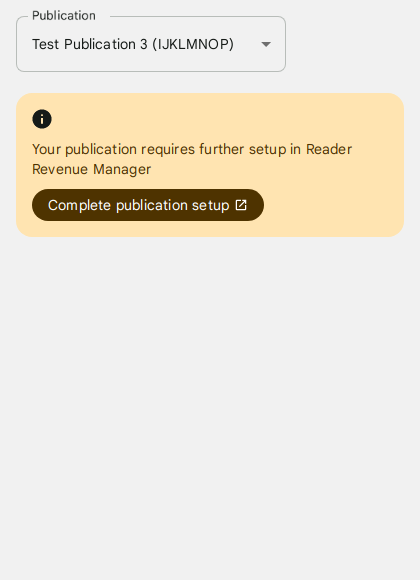 Publication
Test Publication 3 (IJKLMNOP)
Your publication requires further setup in Reader
Revenue Manager
Complete publication setup